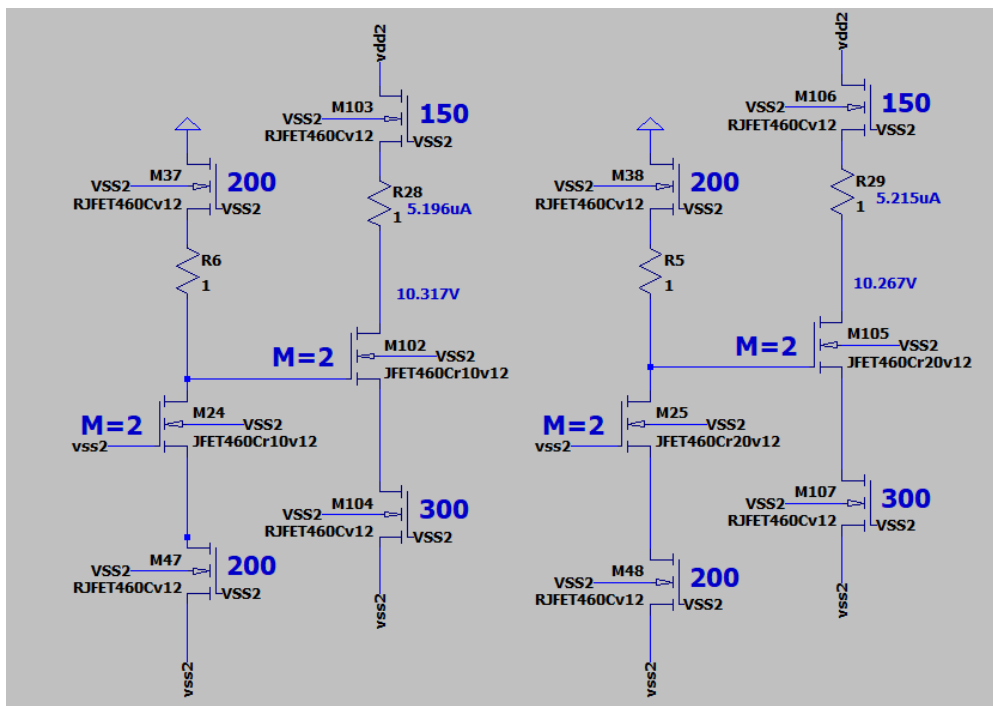 vdd2
M103
150
VSS2
RJFET460Cv12
VSS2
M37
200
VSS2
RJFET460Cv12
VSS2
R28
5.196uA
1
R6
1
10.317V
M=2
M102
VSS2
JFET460Cr10v12
M=2
M24
VSS2
vss2
JFET460Cr10v12
M104
300
VSS2
RJFET460Cv12
VSS2
M47
200
VSS2
RJFET460Cv12
VSS2
vss2
vss2
vdd2
M106
150
VSS2
RJFET460Cv12
VSS2
M38
200
VSS2
RJFET460Cv12
VSS2
R29
5.215uA
1
R5
1
10.267V
M=2
M105
VSS2
JFET460Cr20v12
M=2
M25
VSS2
vss2
JFET460Cr20v12
M107
300
VSS2
RJFET460Cv12
VSS2
M48
200
VSS2
RJFET460Cv12
VSS2
vss2
vss2